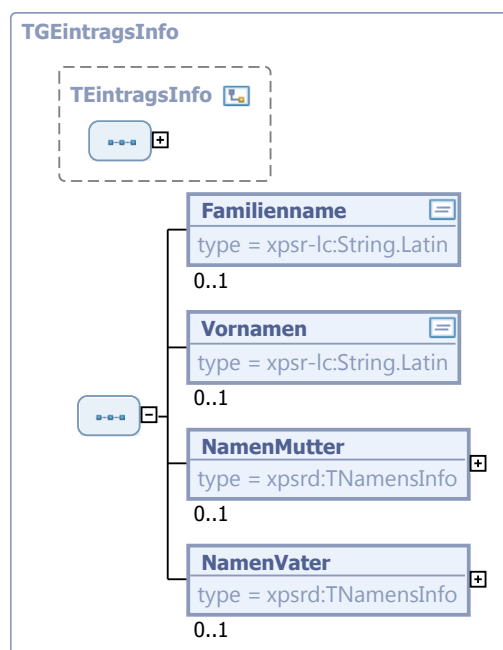 TGEintragsInfo
TEintragsInfo
Familienname
type = xpsr-lc:String.Latin
0..1
Vornamen
type = xpsr-lc:String.Latin
0..1
NamenMutter
type = xpsrd:TNamensInfo
0..1
NamenVater
type = xpsrd:TNamensInfo
0..1